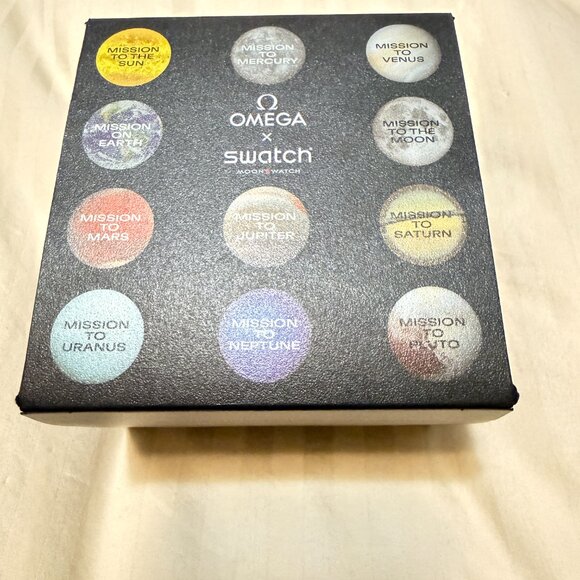 MISSION
TO THE
SUN
MISSION
TO
MERCURY
MISSION
TO
VENUS
MISSION
ON
EARTH
Ω
OMEGA
×
swatch
MOONSWATCH
MISSION
TO THE
MOON
MISSION
TO
MARS
MISSION
TO
JUPITER
MISSION
TO
SATURN
MISSION
TO
URANUS
MISSION
TO
NEPTUNE
MISSION
TO
PLUTO